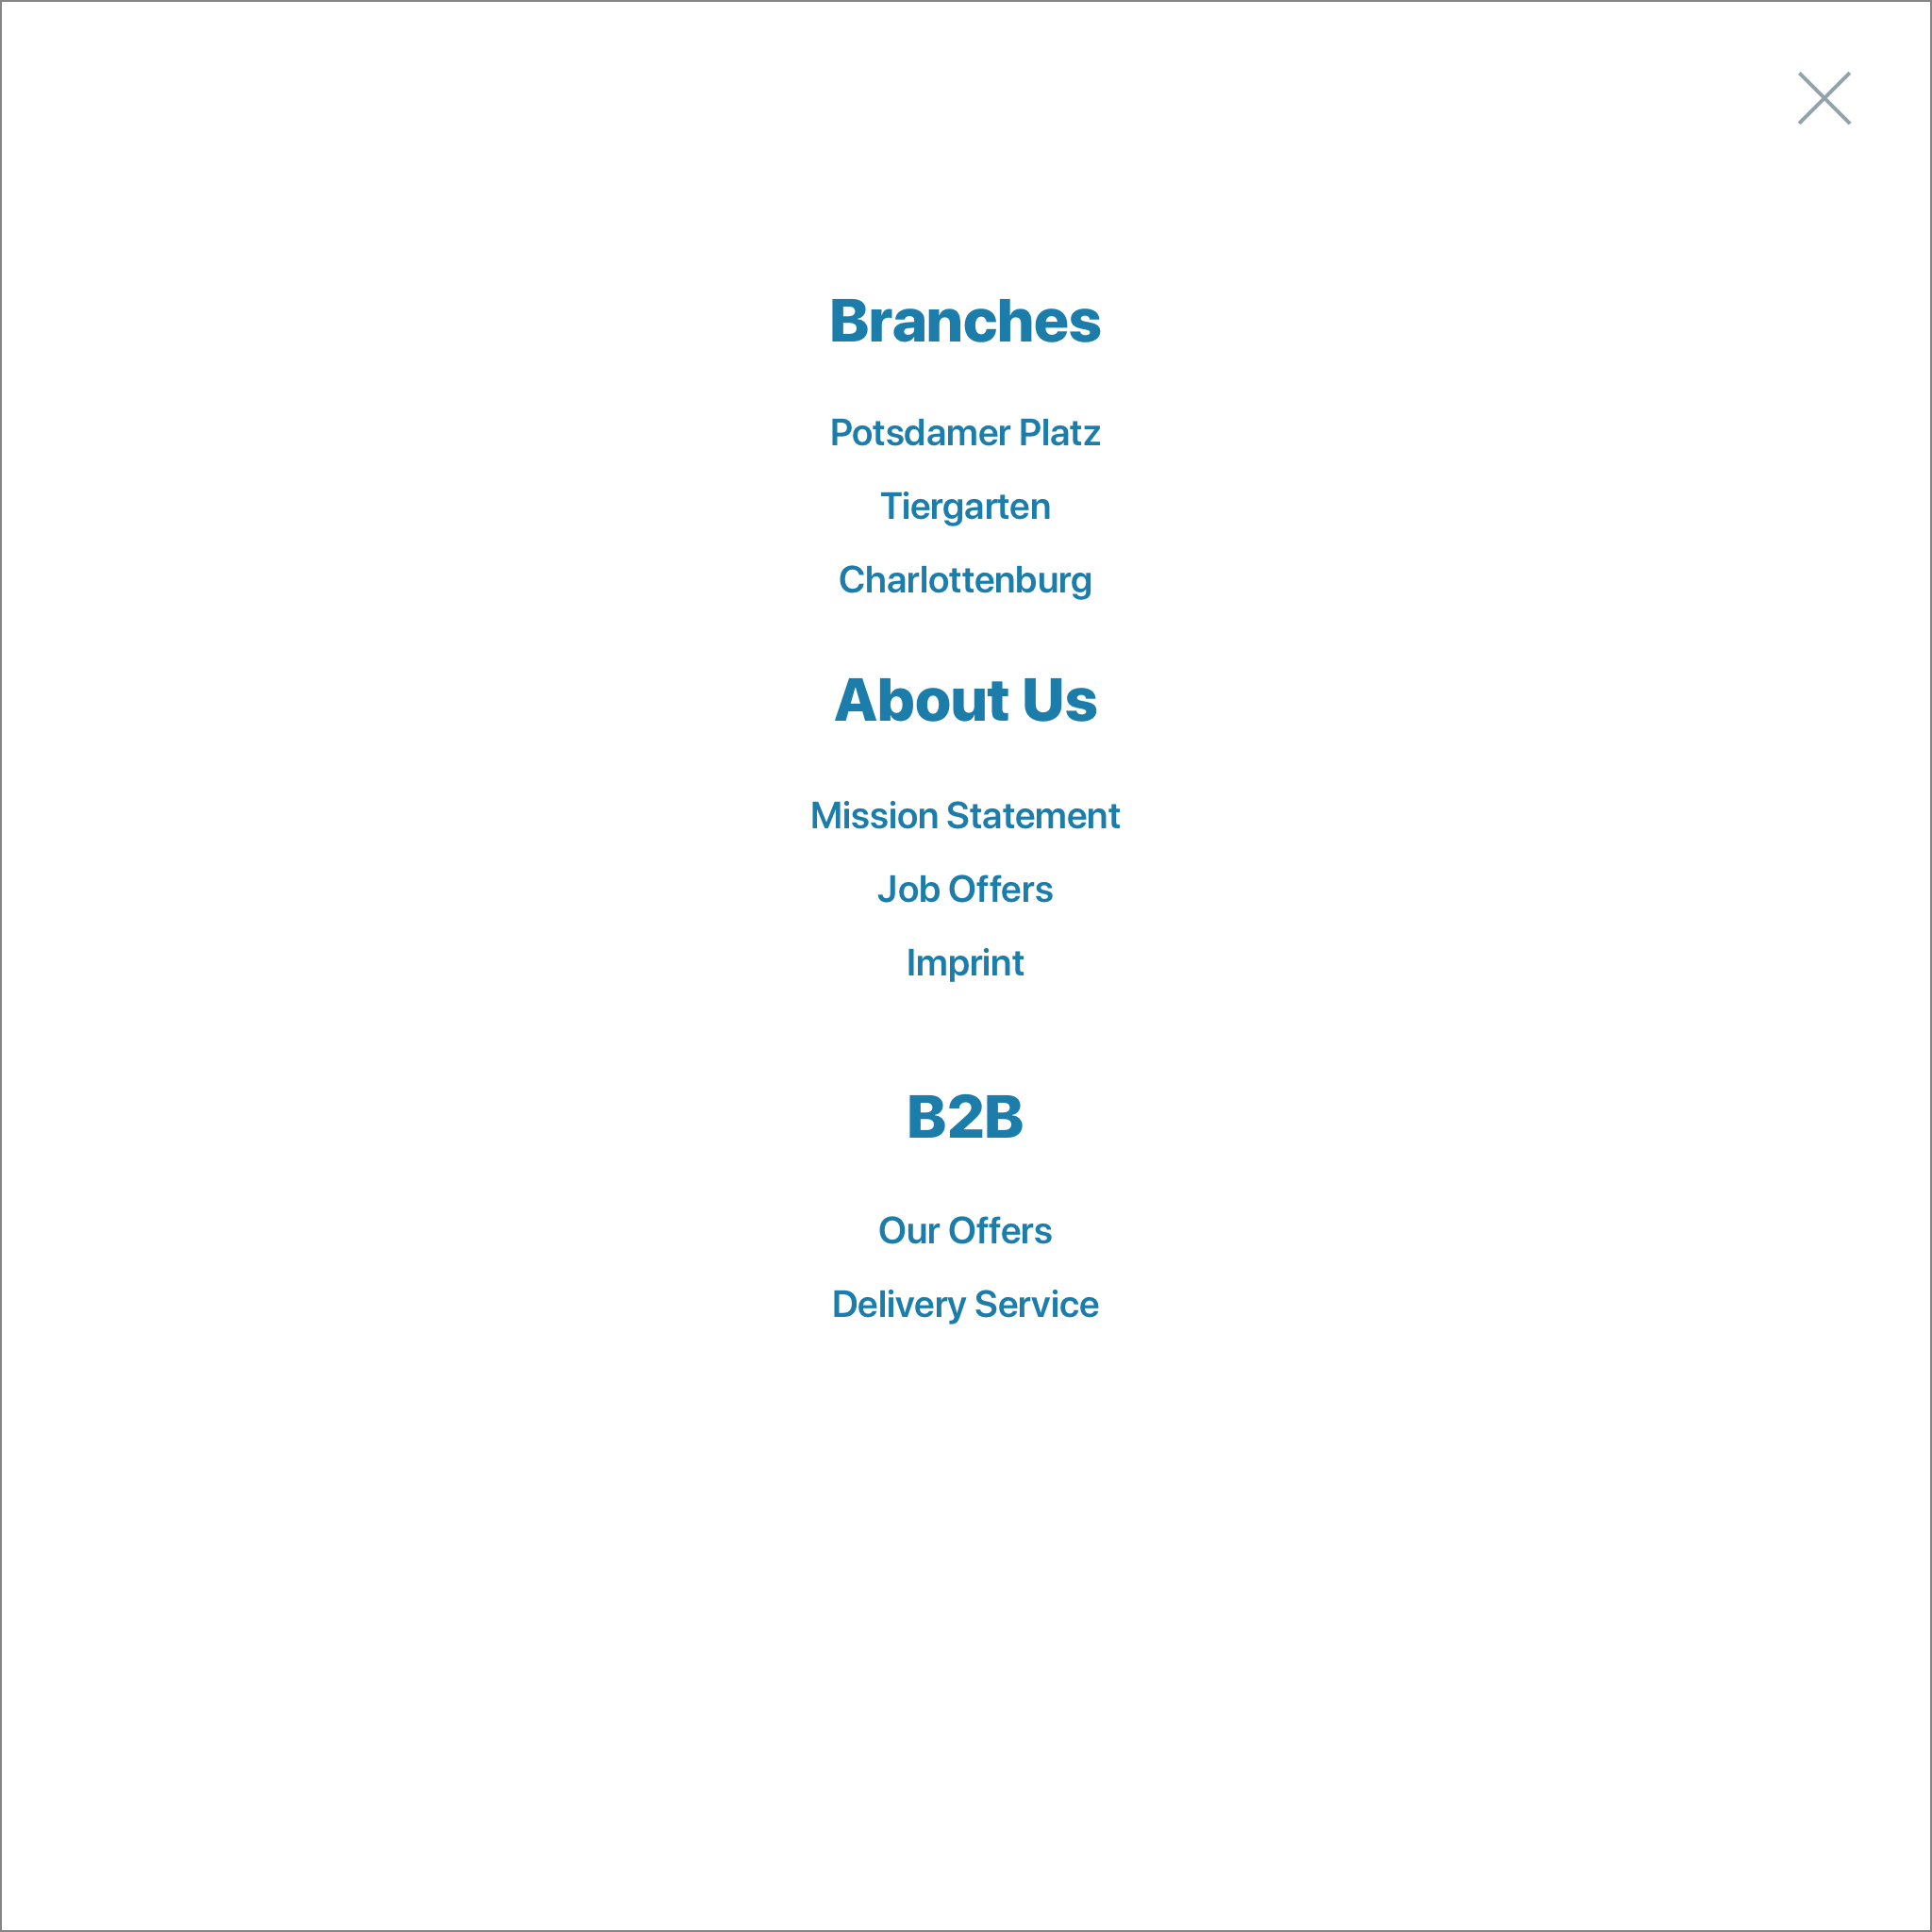 Branches
Potsdamer Platz
Tiergarten
Charlottenburg
About Us
Mission Statement
Job Offers
Imprint
B2B
Our Offers
Delivery Service